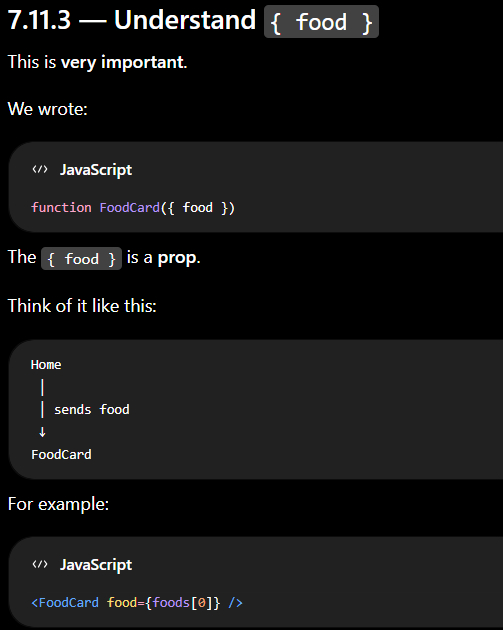 7.11.3 — Understand { food }
This is very important.
We wrote:
</> JavaScript
function FoodCard({ food })
The { food } is a prop.
Think of it like this:
Home
│
│ sends food
↓
FoodCard
For example:
</> JavaScript
<FoodCard food={foods[0]} />